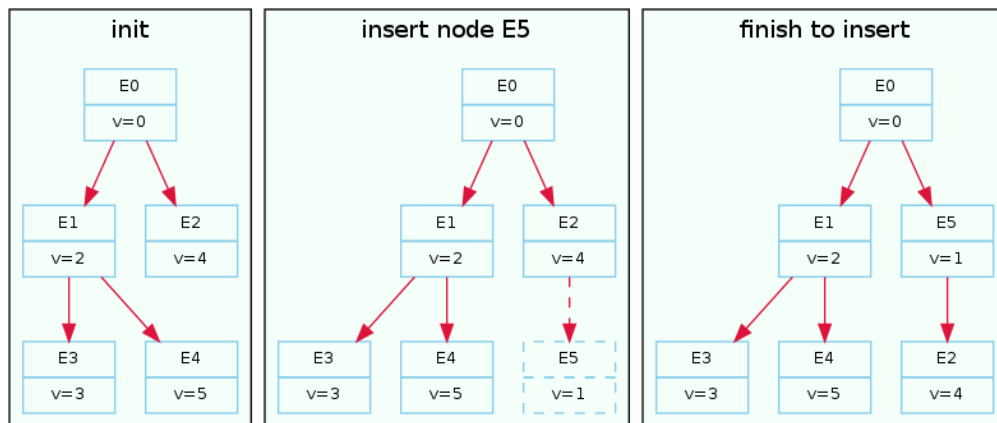 init
E0
v=0
E1
v=2
E2
v=4
E3
v=3
E4
v=5
insert node E5
E0
v=0
E1
v=2
E2
v=4
E3
v=3
E4
v=5
E5
v=1
finish to insert
E0
v=0
E1
v=2
E5
v=1
E3
v=3
E4
v=5
E2
v=4